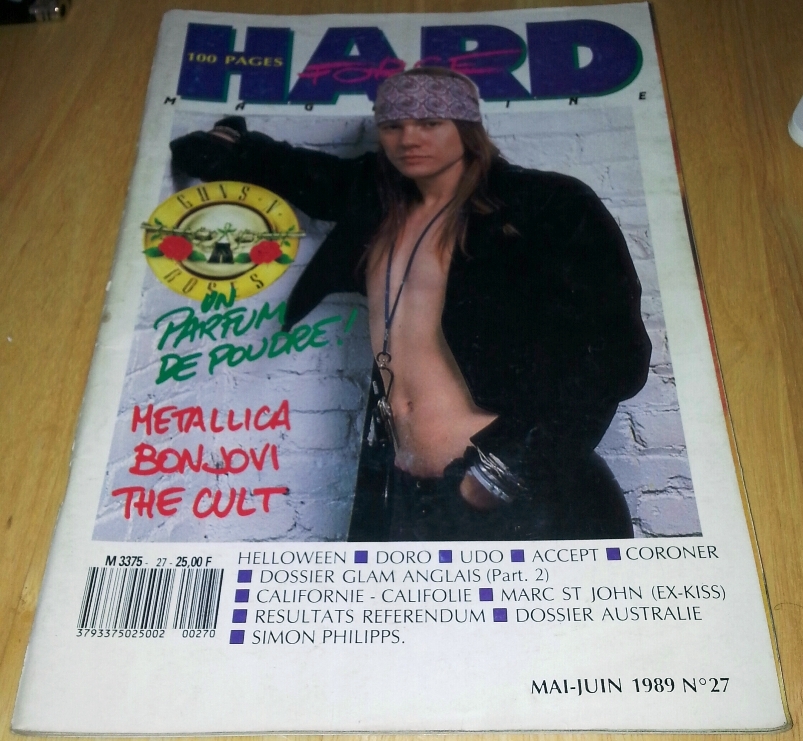 HARD
100 PAGES
FORCE
MAGAZINE
GUNS N'
ROSES
UN
PARFUM
DE POUDRE!
METALLICA
BON JOVI
THE CULT
M 3375 - 27 - 25,00 F
3793375025002 00270
HELLOWEEN ■ DORO ■ UDO ■ ACCEPT ■ CORONER
■ DOSSIER GLAM ANGLAIS (Part. 2)
■ CALIFORNIE - CALIFOLIE ■ MARC ST JOHN (EX-KISS)
■ RESULTATS REFERENDUM ■ DOSSIER AUSTRALIE
■ SIMON PHILIPPS.
MAI-JUIN 1989 N°27